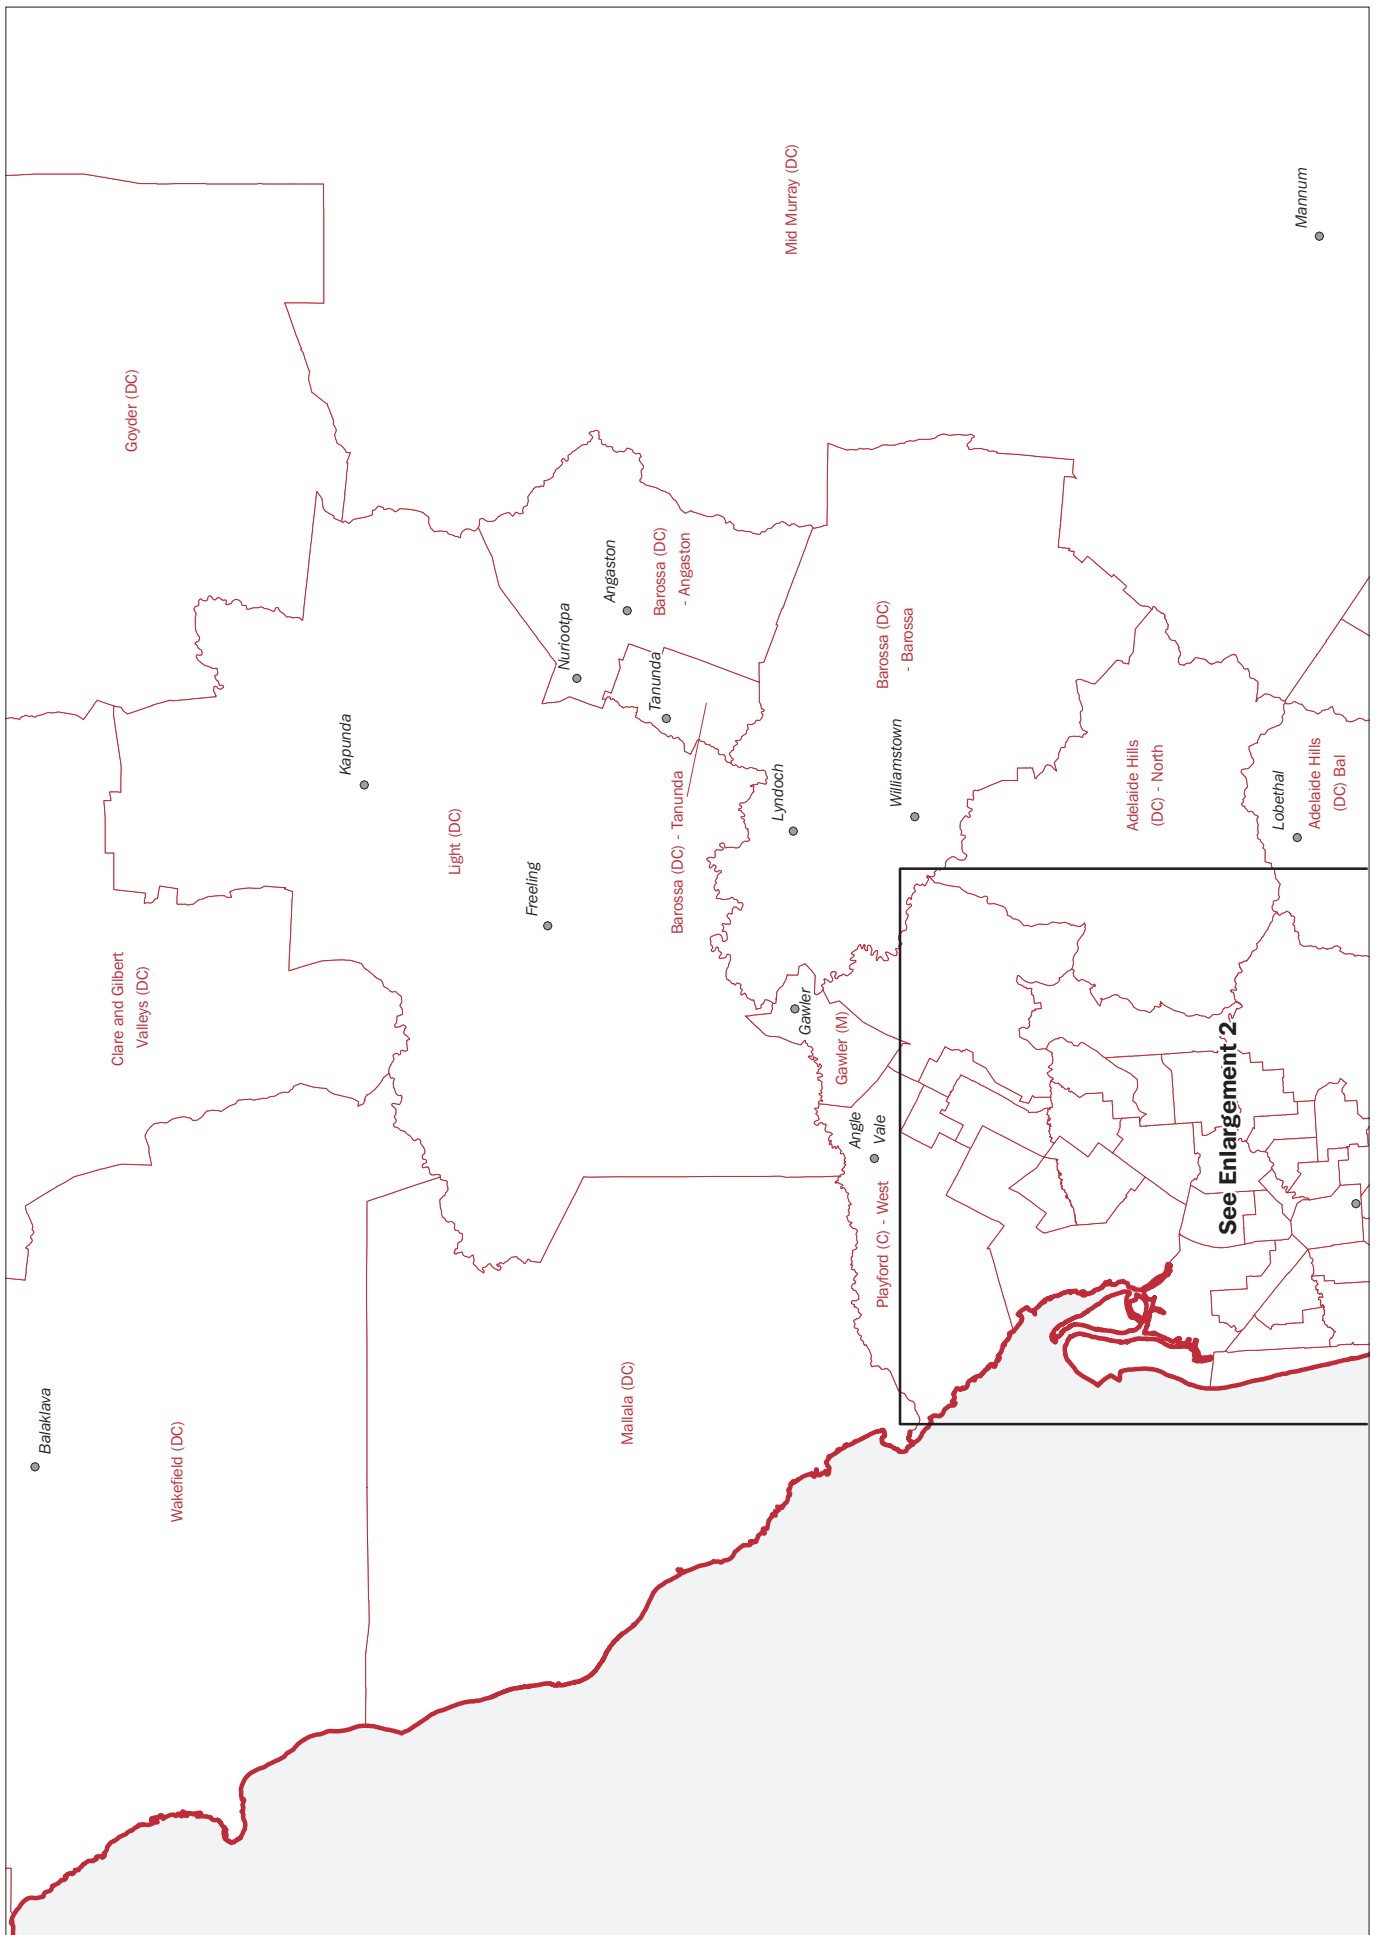 Goyder (DC)
Mid Murray (DC)
Mannum
Clare and Gilbert
Valleys (DC)
Kapunda
Light (DC)
Freeling
Nuriootpa
Angaston
Barossa (DC)
- Angaston
Tanunda
Barossa (DC) - Tanunda
Lyndoch
Barossa (DC)
- Barossa
Williamstown
Adelaide Hills
(DC) - North
Lobethal
Adelaide Hills
(DC) Bal
Gawler
Gawler (M)
Angle
Vale
Playford (C) - West
See Enlargement 2
Balaklava
Wakefield (DC)
Mallala (DC)